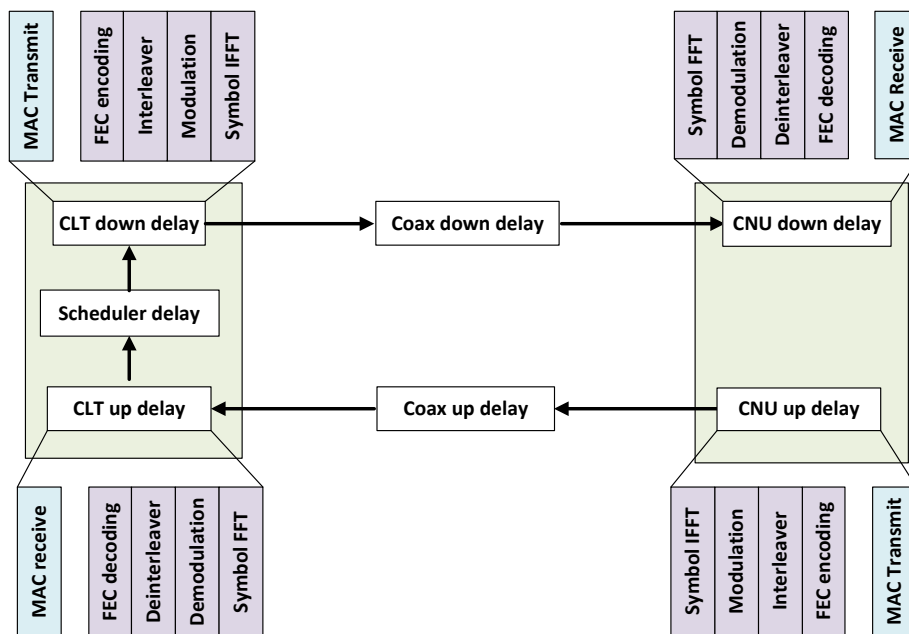 MAC Transmit
FEC encoding
Interleaver
Modulation
Symbol IFFT
Symbol FFT
Demodulation
Deinterleaver
FEC decoding
MAC Receive
CLT down delay
Coax down delay
CNU down delay
Scheduler delay
CLT up delay
Coax up delay
CNU up delay
MAC receive
FEC decoding
Deinterleaver
Demodulation
Symbol FFT
Symbol IFFT
Modulation
Interleaver
FEC encoding
MAC Transmit